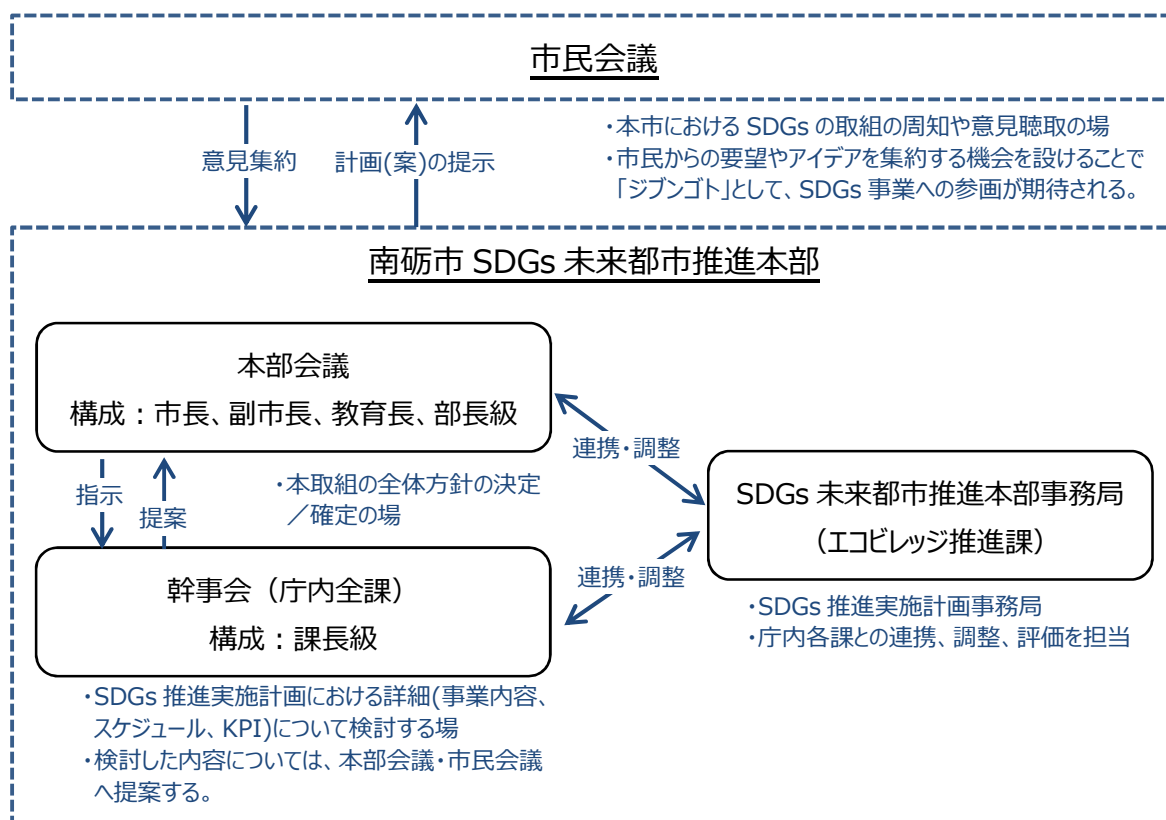 市民会議
意見集約
計画(案)の提示
・本市における SDGs の取組の周知や意見聴取の場
・市民からの要望やアイデアを集約する機会を設けることで
「ジブンゴト」として、SDGs 事業への参画が期待される。
南砺市 SDGs 未来都市推進本部
本部会議
構成：市長、副市長、教育長、部長級
指示
提案
・本取組の全体方針の決定
／確定の場
連携・調整
SDGs 未来都市推進本部事務局
（エコビレッジ推進課）
連携・調整
・SDGs 推進実施計画事務局
・庁内各課との連携、調整、評価を担当
幹事会（庁内全課）
構成：課長級
・SDGs 推進実施計画における詳細(事業内容、
スケジュール、KPI)について検討する場
・検討した内容については、本部会議・市民会議
へ提案する。